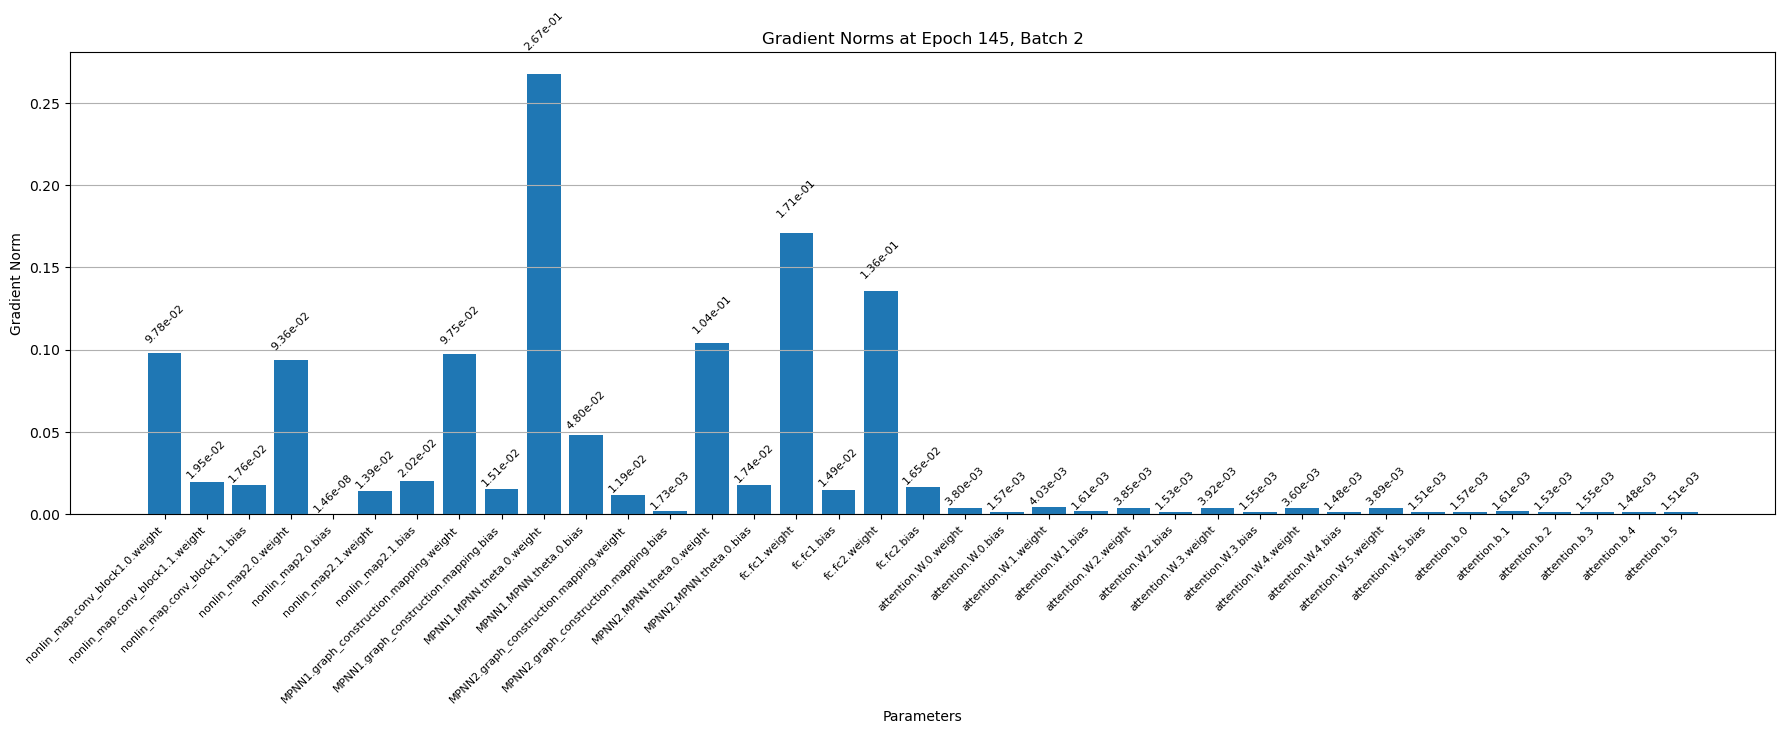 Gradient Norms at Epoch 145, Batch 2
Gradient Norm
0.25
0.20
0.15
0.10
0.05
0.00
9.78e-02
1.95e-02
1.76e-02
9.36e-02
1.46e-08
1.39e-02
2.02e-02
9.75e-02
1.51e-02
2.67e-01
4.80e-02
1.19e-02
1.73e-03
1.04e-01
1.74e-02
1.71e-01
1.49e-02
1.36e-01
1.65e-02
3.80e-03
1.57e-03
4.03e-03
1.61e-03
3.85e-03
1.53e-03
3.92e-03
1.55e-03
3.60e-03
1.48e-03
3.89e-03
1.51e-03
1.57e-03
1.61e-03
1.53e-03
1.55e-03
1.48e-03
1.51e-03
nonlin_map.conv_block1.0.weight
nonlin_map.conv_block1.1.weight
nonlin_map.conv_block1.1.bias
nonlin_map2.0.weight
nonlin_map2.0.bias
nonlin_map2.1.weight
nonlin_map2.1.bias
MPNN1.graph_construction.mapping.weight
MPNN1.graph_construction.mapping.bias
MPNN1.MPNN.theta.0.weight
MPNN1.MPNN.theta.0.bias
MPNN2.graph_construction.mapping.weight
MPNN2.graph_construction.mapping.bias
MPNN2.MPNN.theta.0.weight
MPNN2.MPNN.theta.0.bias
fc.fc1.weight
fc.fc1.bias
fc.fc2.weight
fc.fc2.bias
attention.W.0.weight
attention.W.0.bias
attention.W.1.weight
attention.W.1.bias
attention.W.2.weight
attention.W.2.bias
attention.W.3.weight
attention.W.3.bias
attention.W.4.weight
attention.W.4.bias
attention.W.5.weight
attention.W.5.bias
attention.b.0
attention.b.1
attention.b.2
attention.b.3
attention.b.4
attention.b.5
Parameters